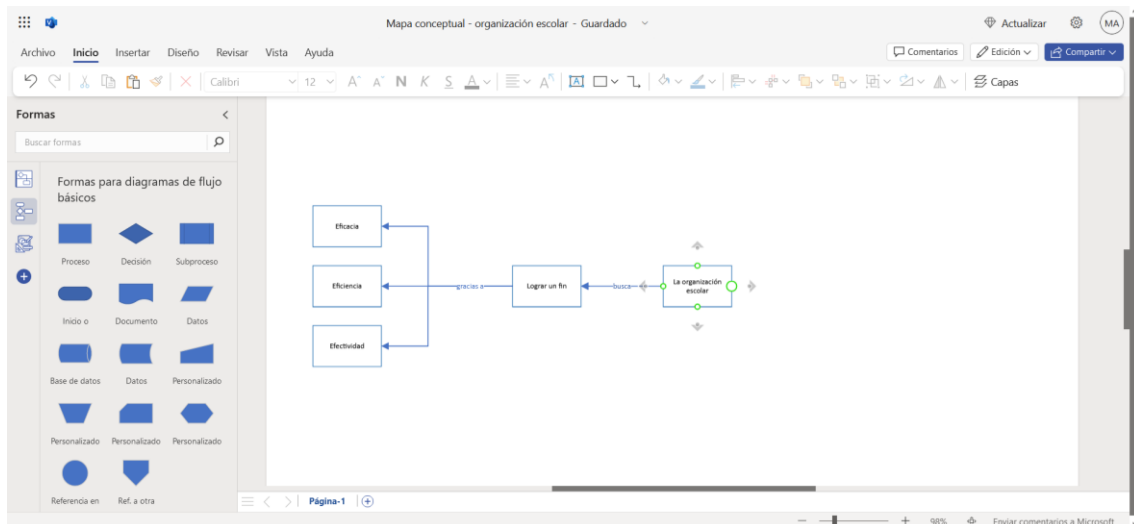 Mapa conceptual - organización escolar - Guardado
Actualizar
MA
Archivo Inicio Insertar Diseño Revisar Vista Ayuda
Comentarios Edición Compartir
Calibri 12 A A N K S A A A Capas
Formas
Buscar formas
Formas para diagramas de flujo
básicos
Proceso Decisión Subproceso
Inicio o Documento Datos
Base de datos Datos Personalizado
Personalizado Personalizado Personalizado
Referencia en Ref. a otra
Eficacia
Eficiencia
Efectividad
gracias a
Lograr un fin
busca
La organización
escolar
Página-1
98% Enviar comentarios a Microsoft